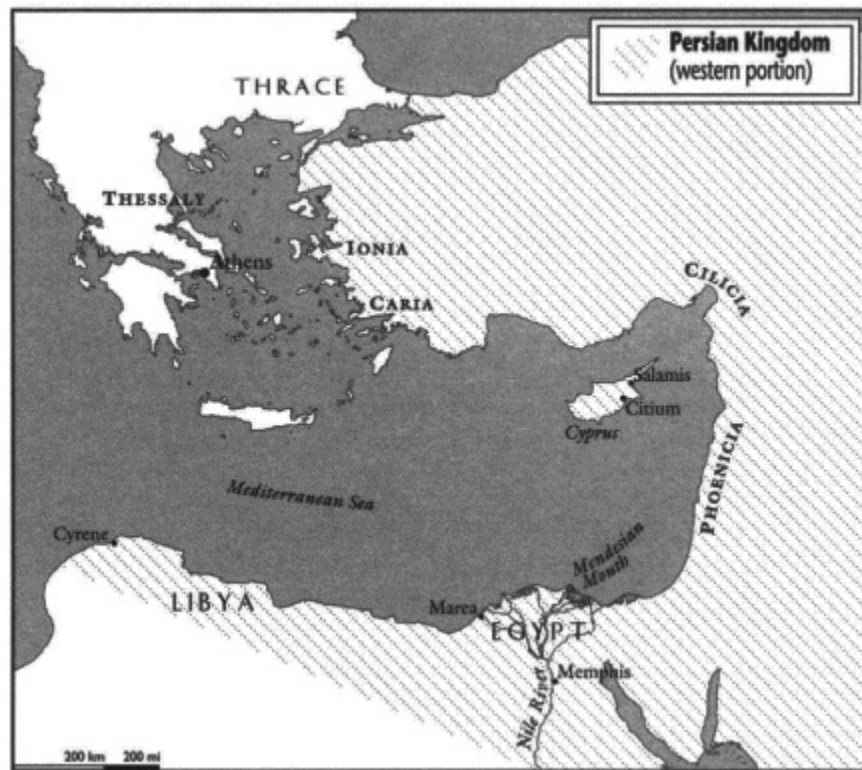 Persian Kingdom
(western portion)
THRACE
THESSALY
IONIA
Athens
CILICIA
CARIA
Salamis
Citium
Cyprus
PHOENICIA
Mediterranean Sea
Cyrene
Mendesian
Mouth
LIBYA
Marea
EGYPT
Memphis
Nile River
200 km 200 mi